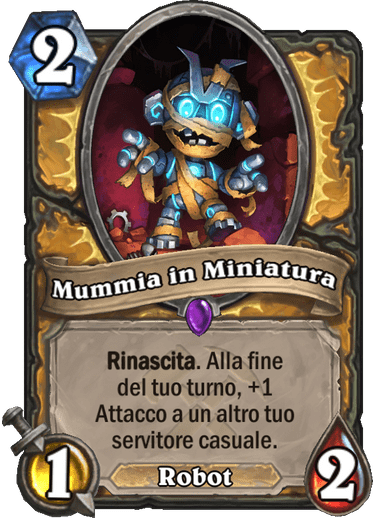 2
Mummia in Miniatura
Rinascita. Alla fine
del tuo turno, +1
Attacco a un altro tuo
servitore casuale.
1
Robot
2